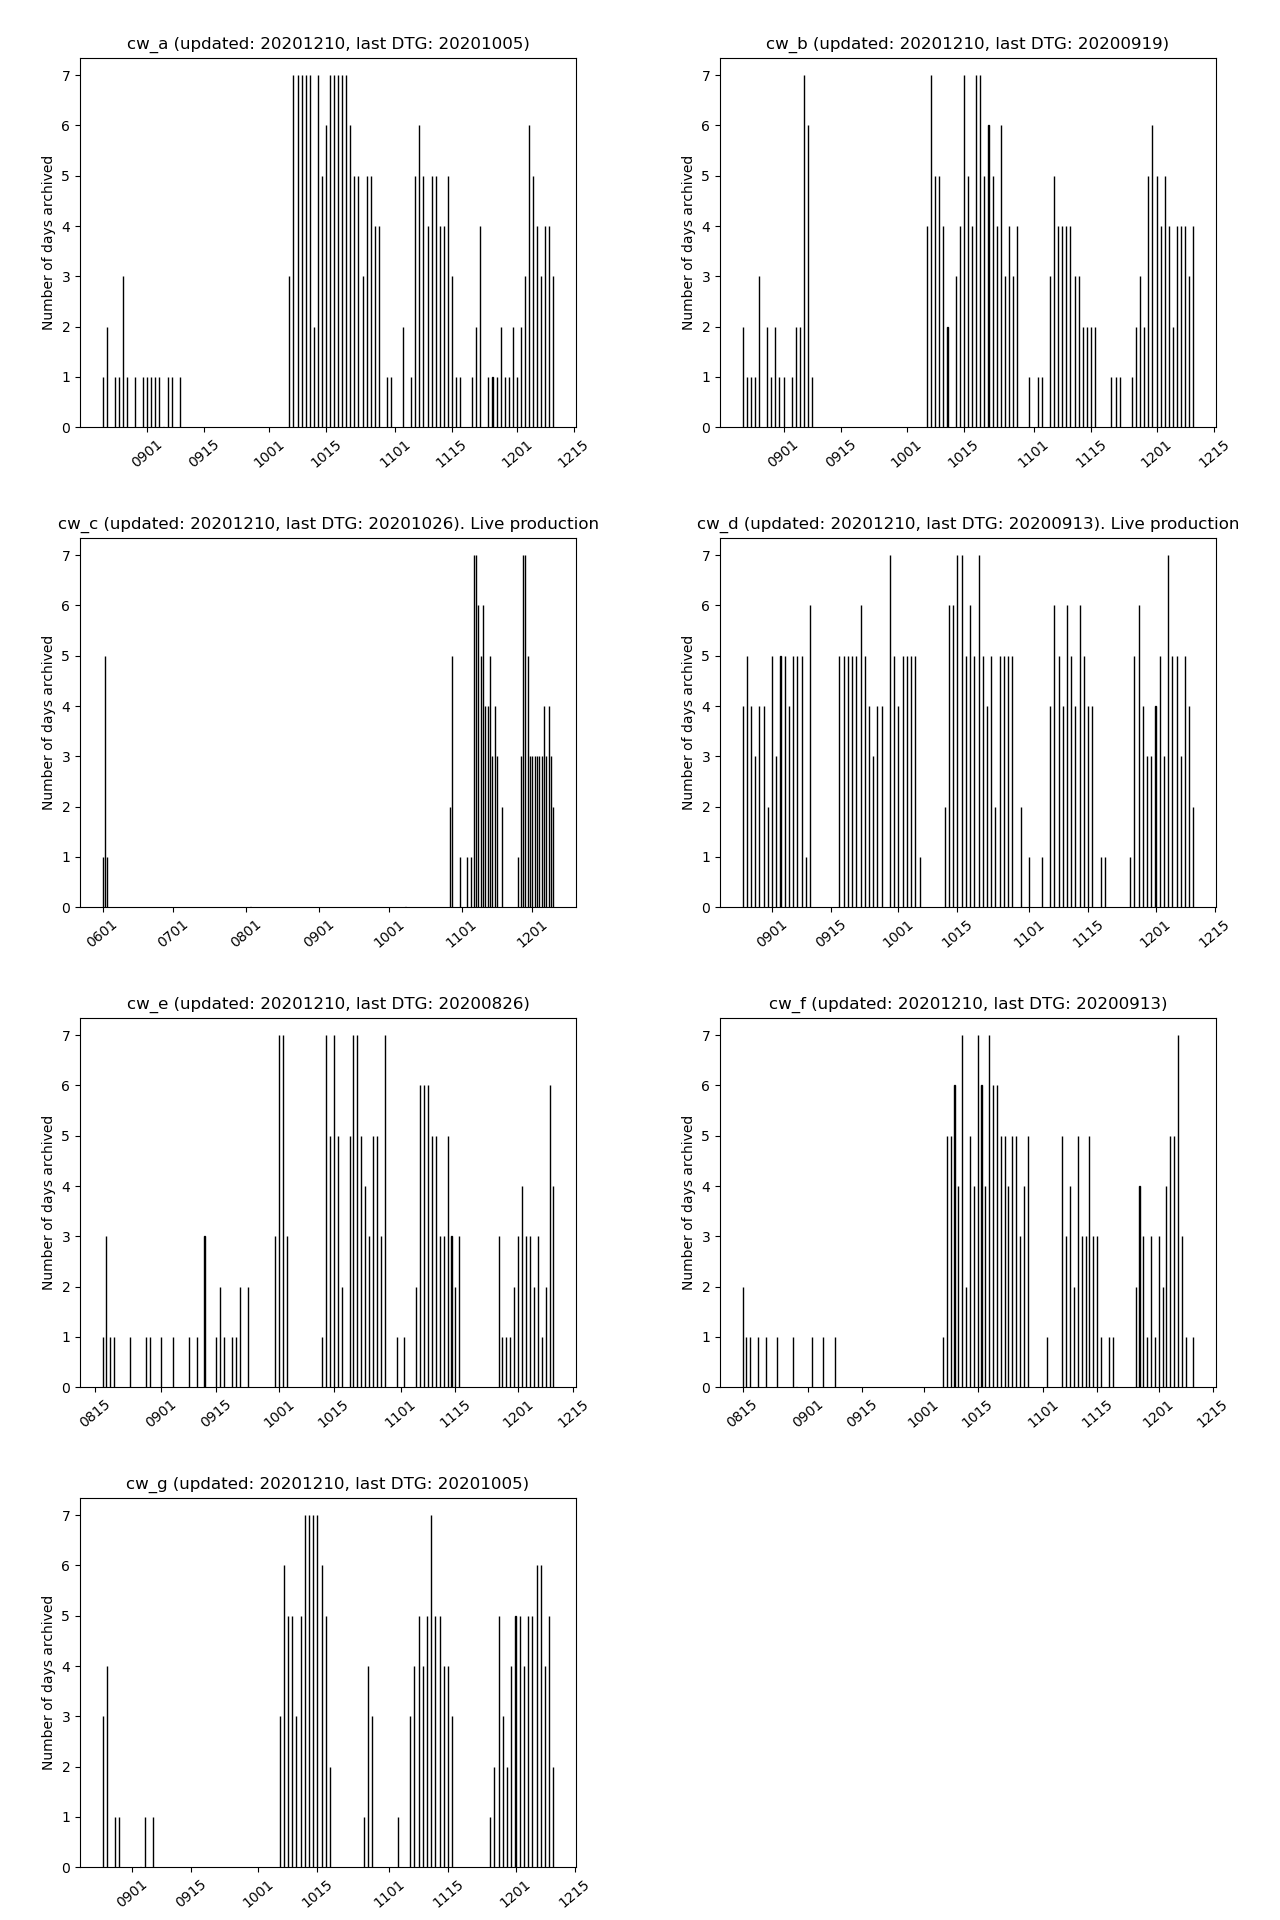 cw_a (updated: 20201210, last DTG: 20201005)
Number of days archived
7
6
5
4
3
2
1
0
0901 0915 1001 1015 1101 1115 1201 1215
cw_b (updated: 20201210, last DTG: 20200919)
Number of days archived
7
6
5
4
3
2
1
0
0901 0915 1001 1015 1101 1115 1201 1215
cw_c (updated: 20201210, last DTG: 20201026). Live production
Number of days archived
7
6
5
4
3
2
1
0
0601 0701 0801 0901 1001 1101 1201
cw_d (updated: 20201210, last DTG: 20200913). Live production
Number of days archived
7
6
5
4
3
2
1
0
0901 0915 1001 1015 1101 1115 1201 1215
cw_e (updated: 20201210, last DTG: 20200826)
Number of days archived
7
6
5
4
3
2
1
0
0815 0901 0915 1001 1015 1101 1115 1201 1215
cw_f (updated: 20201210, last DTG: 20200913)
Number of days archived
7
6
5
4
3
2
1
0
0815 0901 0915 1001 1015 1101 1115 1201 1215
cw_g (updated: 20201210, last DTG: 20201005)
Number of days archived
7
6
5
4
3
2
1
0
0901 0915 1001 1015 1101 1115 1201 1215